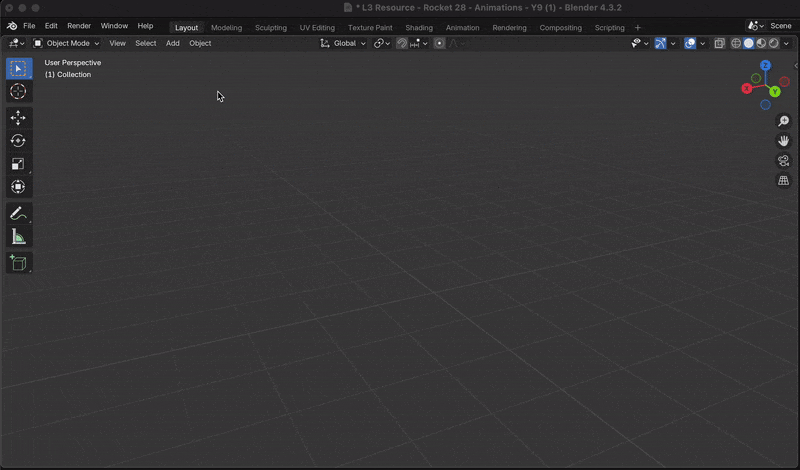 * L3 Resource - Rocket 28 - Animations - Y9 (1) - Blender 4.3.2
File Edit Render Window Help Layout Modeling Sculpting UV Editing Texture Paint Shading Animation Rendering Compositing Scripting + Scene
Object Mode View Select Add Object Global
User Perspective
(1) Collection
Z
X
Y